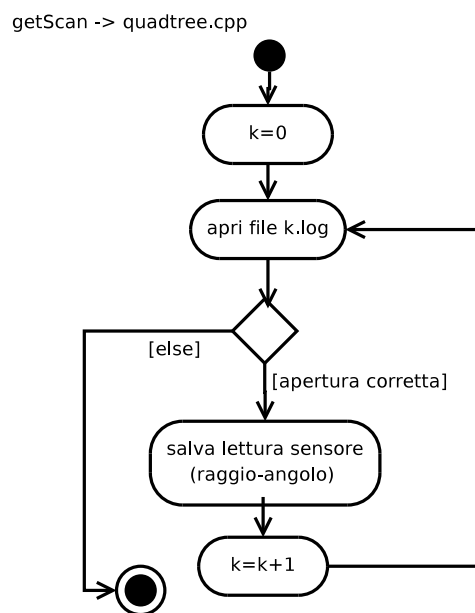 getScan -> quadtree.cpp
k=0
apri file k.log
[else]
[apertura corretta]
salva lettura sensore
(raggio-angolo)
k=k+1